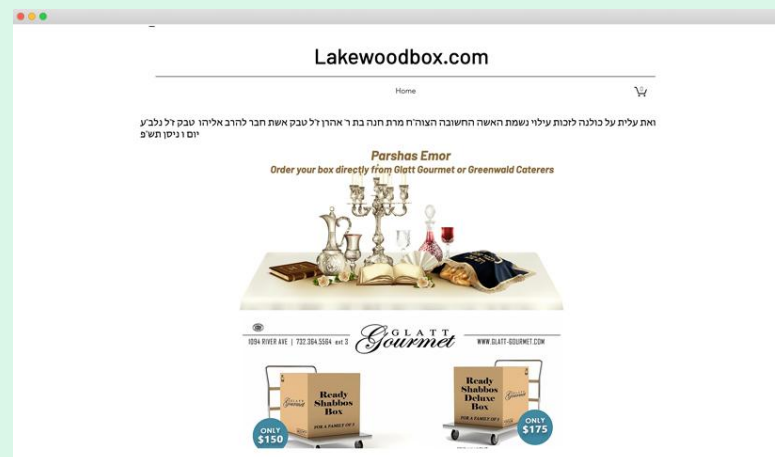 Lakewoodbox.com
Home
ואת עלית על כולנה לזכות עילוי נשמת האשה החשובה הצוה"ח מרת חנה בת ר' אהרן ז"ל טבק אשת חבר להרב אליהו טבק ז"ל נלב"ע
יום ו ניסן תש"פ
Parshas Emor
Order your box directly from Glatt Gourmet or Greenwald Caterers
1094 RIVER AVE | 732.364.5564 ext 3
GLATT
Gourmet
WWW.GLATT-GOURMET.COM
Ready
Shabbos
Box
ONLY
$150
Ready
Shabbos
Deluxe
Box
ONLY
$175